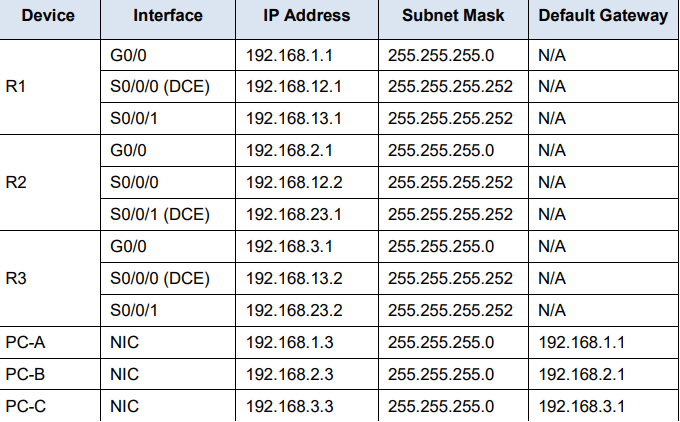 Device Interface IP Address Subnet Mask Default Gateway
R1 G0/0 192.168.1.1 255.255.255.0 N/A
S0/0/0 (DCE) 192.168.12.1 255.255.255.252 N/A
S0/0/1 192.168.13.1 255.255.255.252 N/A
R2 G0/0 192.168.2.1 255.255.255.0 N/A
S0/0/0 192.168.12.2 255.255.255.252 N/A
S0/0/1 (DCE) 192.168.23.1 255.255.255.252 N/A
R3 G0/0 192.168.3.1 255.255.255.0 N/A
S0/0/0 (DCE) 192.168.13.2 255.255.255.252 N/A
S0/0/1 192.168.23.2 255.255.255.252 N/A
PC-A NIC 192.168.1.3 255.255.255.0 192.168.1.1
PC-B NIC 192.168.2.3 255.255.255.0 192.168.2.1
PC-C NIC 192.168.3.3 255.255.255.0 192.168.3.1